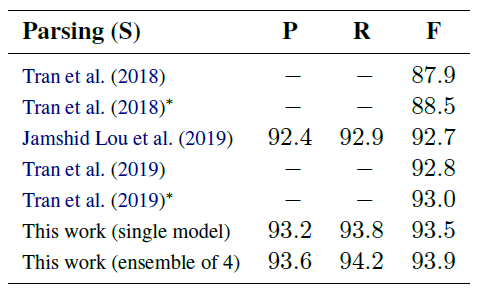 Parsing (S) P R F
Tran et al. (2018) – – 87.9
Tran et al. (2018)* – – 88.5
Jamshid Lou et al. (2019) 92.4 92.9 92.7
Tran et al. (2019) – – 92.8
Tran et al. (2019)* – – 93.0
This work (single model) 93.2 93.8 93.5
This work (ensemble of 4) 93.6 94.2 93.9